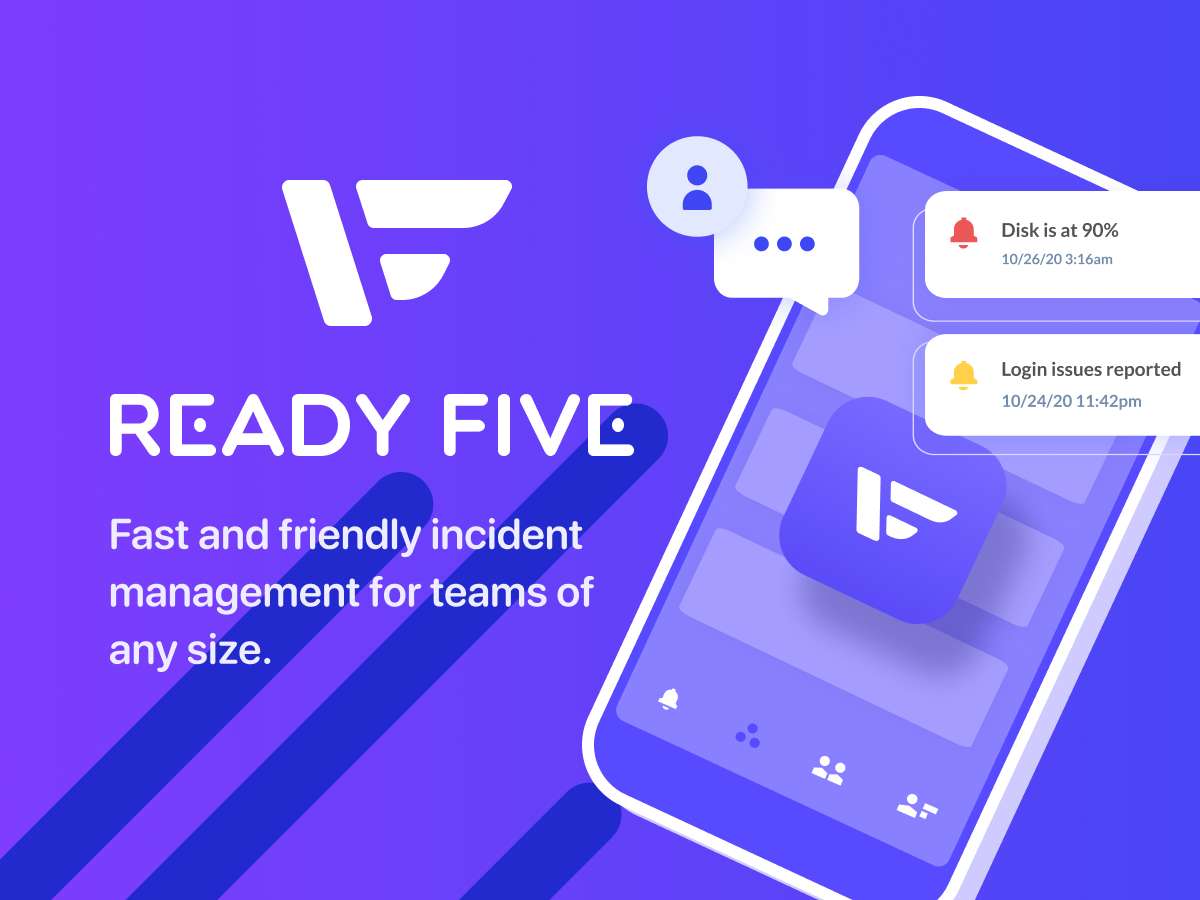 READY FIVE
Fast and friendly incident
management for teams of
any size.
Disk is at 90%
10/26/20 3:16am
Login issues reported
10/24/20 11:42pm